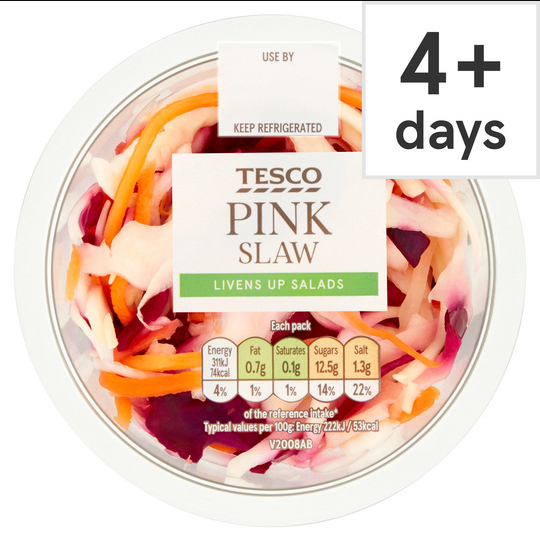 USE BY
KEEP REFRIGERATED
4+
days
TESCO
PINK
SLAW
LIVENS UP SALADS
Each pack
Energy Fat Saturates Sugars Salt
311kJ
74kcal 0.7g 0.1g 12.5g 1.3g
4% 1% 1% 14% 22%
of the reference intake*
Typical values per 100g: Energy 222kJ / 53kcal
V2008AB